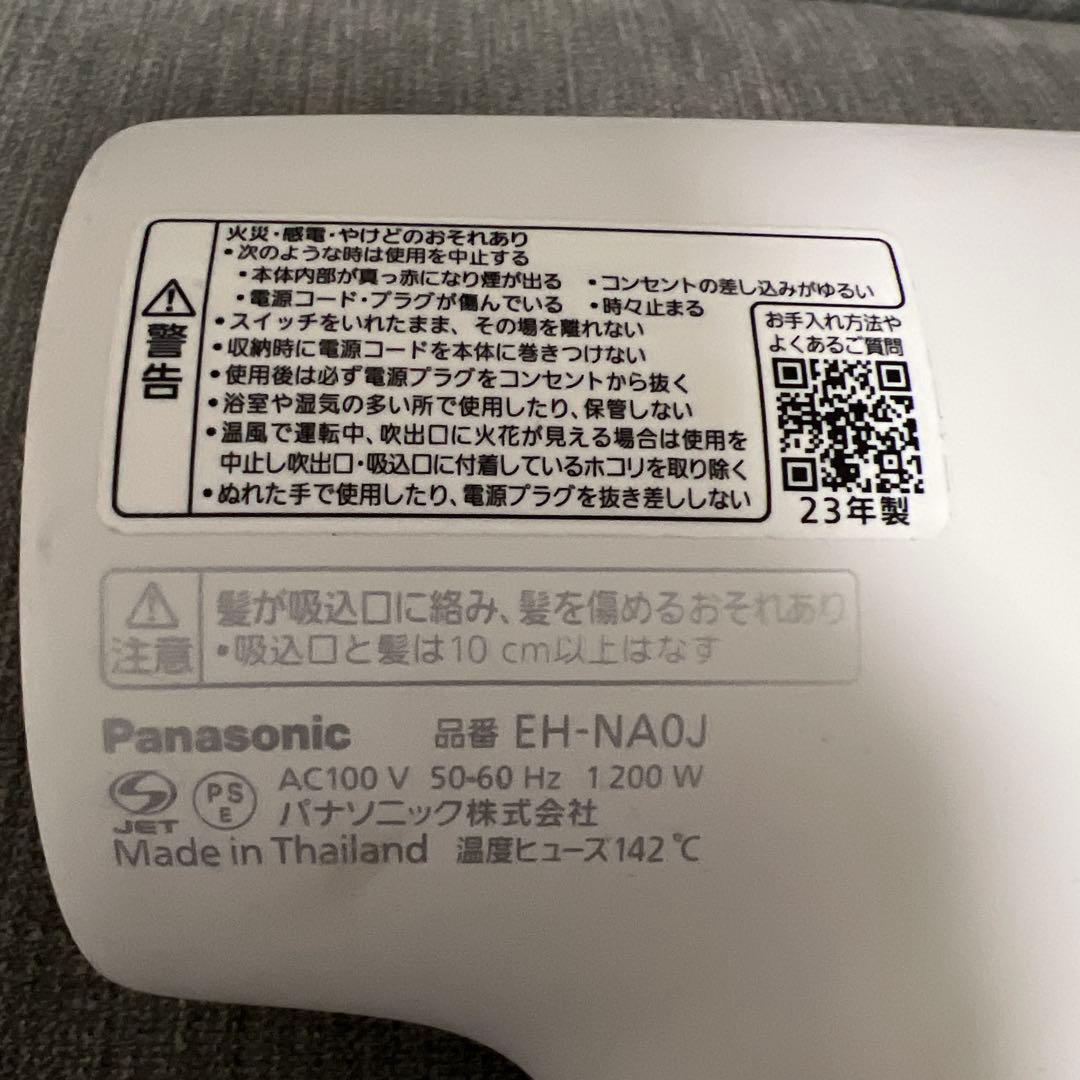 警告
火災・感電・やけどのおそれあり
•次のような時は使用を中止する
•本体内部が真っ赤になり煙が出る •コンセントの差し込みがゆるい
•電源コード・プラグが傷んでいる •時々止まる
•スイッチをいれたまま、その場を離れない
•収納時に電源コードを本体に巻きつけない
•使用後は必ず電源プラグをコンセントから抜く
•浴室や湿気の多い所で使用したり、保管しない
•温風で運転中、吹出口に火花が見える場合は使用を
中止し吹出口・吸込口に付着しているホコリを取り除く
•ぬれた手で使用したり、電源プラグを抜き差ししない
お手入れ方法や
よくあるご質問
23年製
注意
髪が吸込口に絡み、髪を傷めるおそれあり
•吸込口と髪は10 cm以上はなす
Panasonic 品番 EH-NA0J
JET PSE AC100 V 50-60 Hz 1 200 W
パナソニック株式会社
Made in Thailand 温度ヒューズ142℃